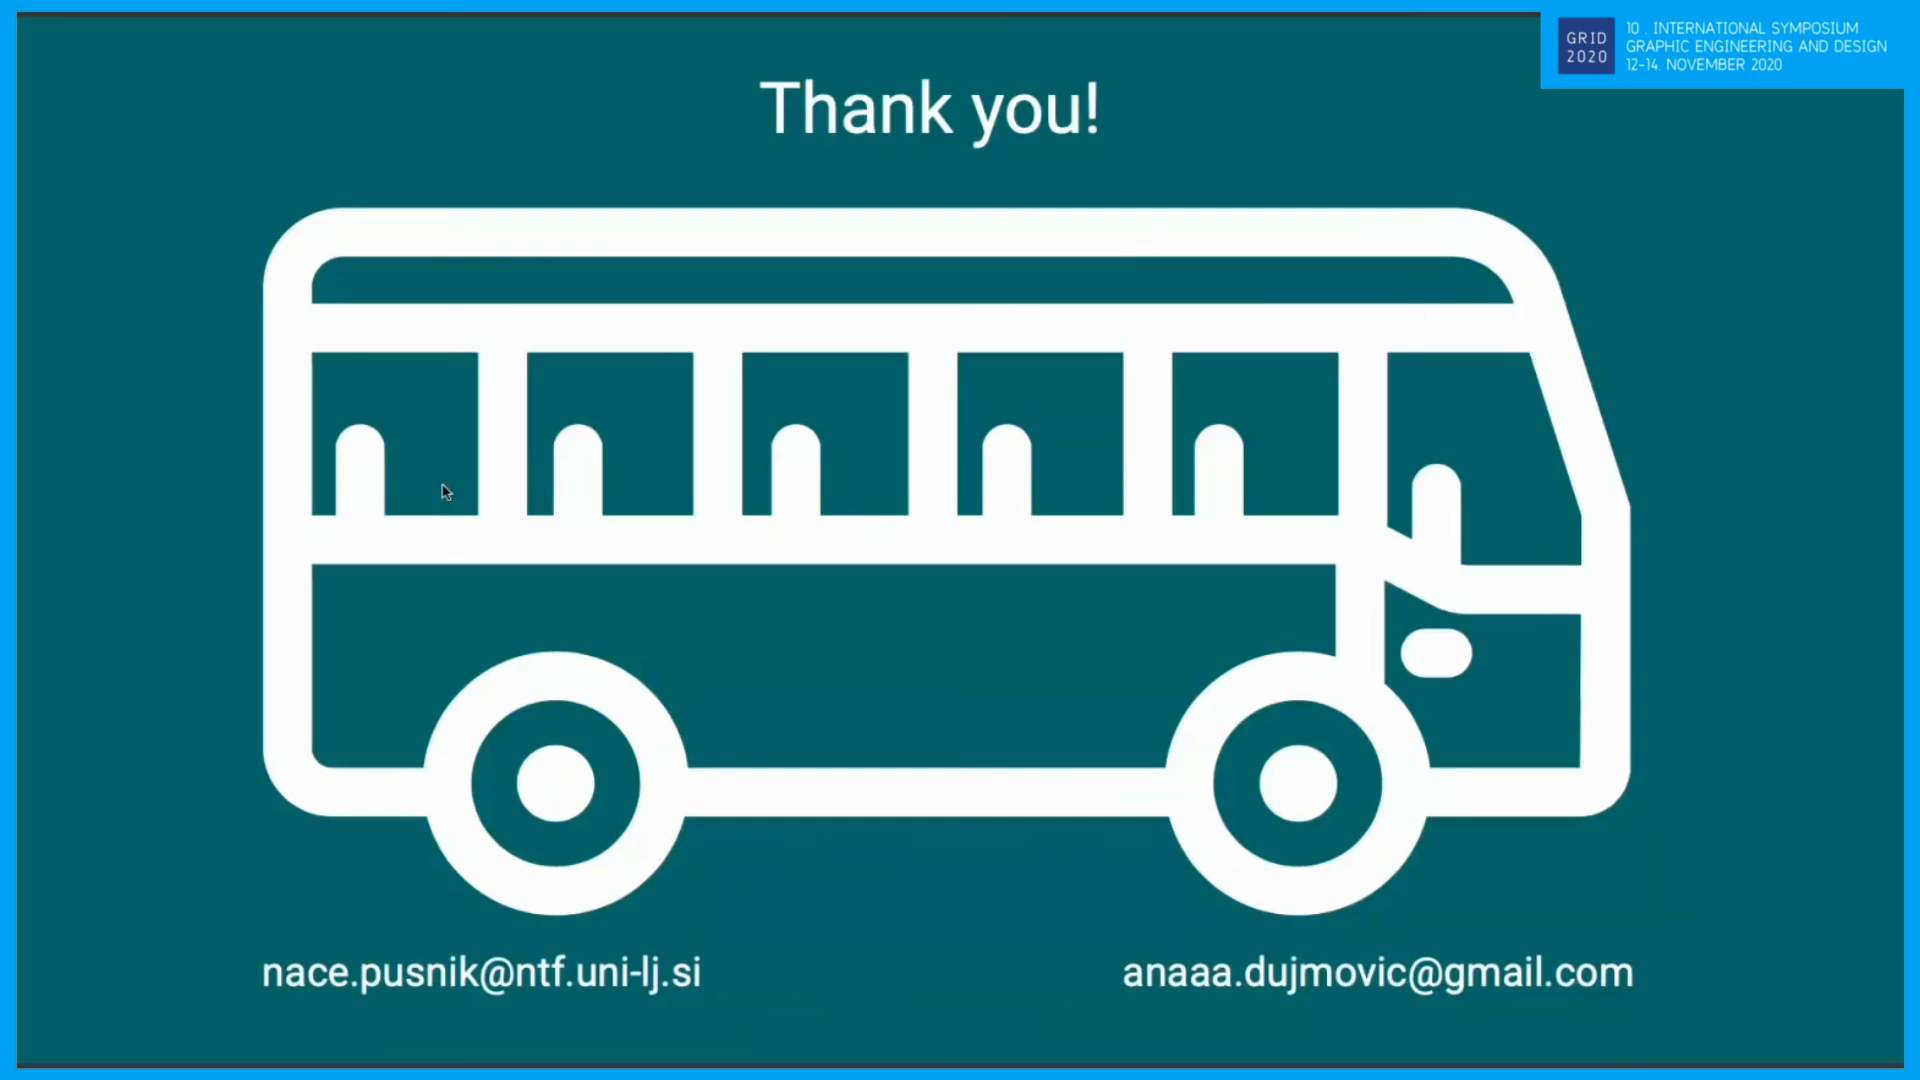 GRID
2020
10 . INTERNATIONAL SYMPOSIUM
GRAPHIC ENGINEERING AND DESIGN
12-14. NOVEMBER 2020
Thank you!
nace.pusnik@ntf.uni-lj.si
anaaa.dujmovic@gmail.com